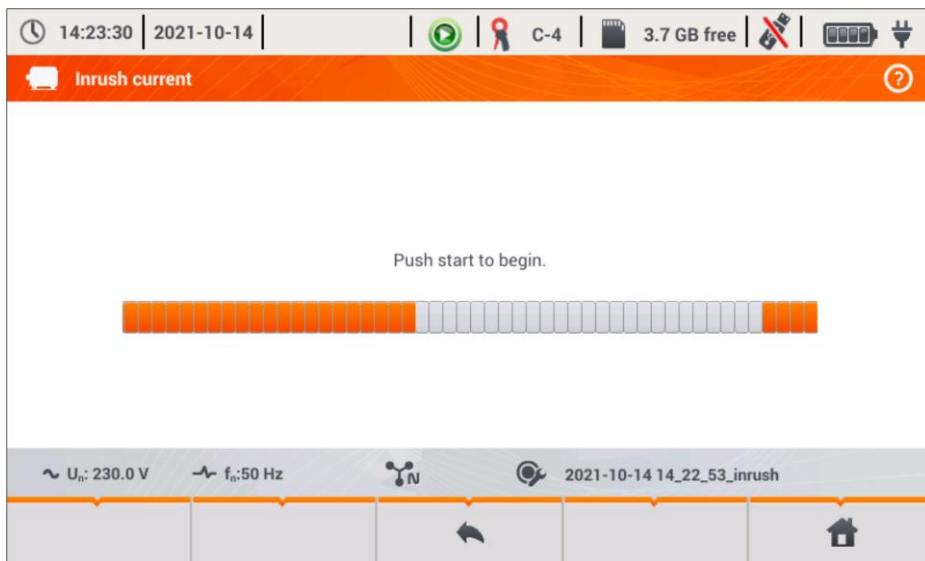 14:23:30 2021-10-14 C-4 3.7 GB free
Inrush current ?
Push start to begin.
Uₙ: 230.0 V fₙ:50 Hz N 2021-10-14 14_22_53_inrush